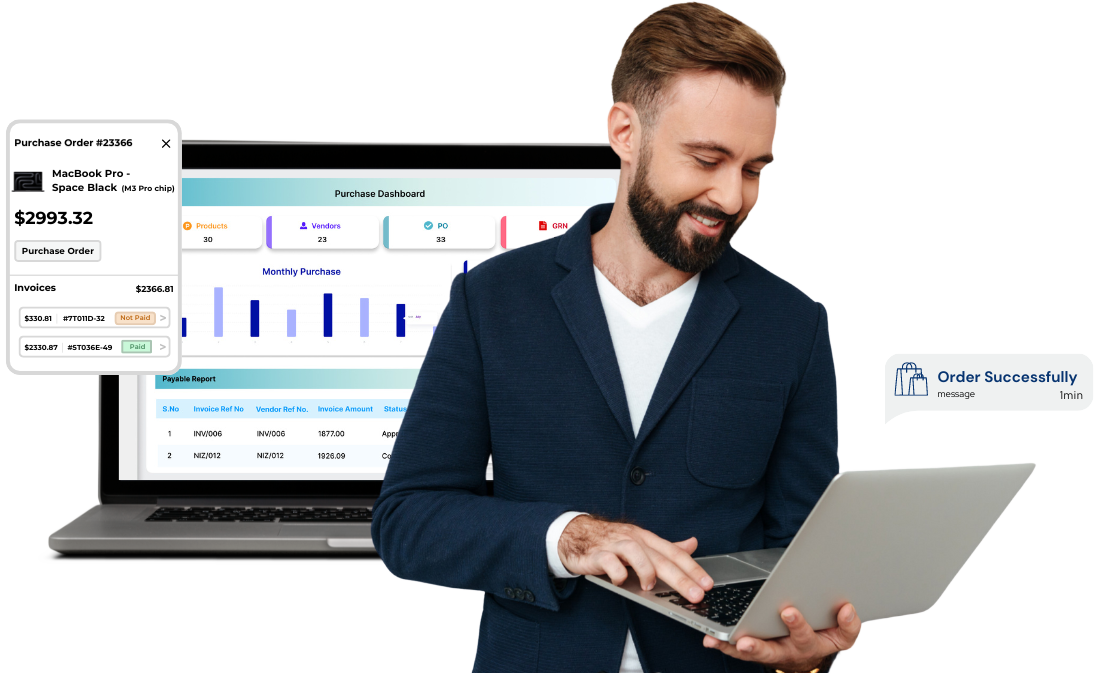 Purchase Order #23366
MacBook Pro -
Space Black (M3 Pro chip)
$2993.32
Purchase Order
Invoices $2366.81
$330.81 #7T011D-32 Not Paid >
$2330.87 #5T036E-49 Paid >
Purchase Dashboard
Products
30
Vendors
23
PO
33
GRN
Monthly Purchase
Payable Report
S.No Invoice Ref No Vendor Ref No. Invoice Amount Status
1 INV/006 INV/006 1877.00 Appr
2 NIZ/012 NIZ/012 1926.09 Co
Order Successfully
message 1min